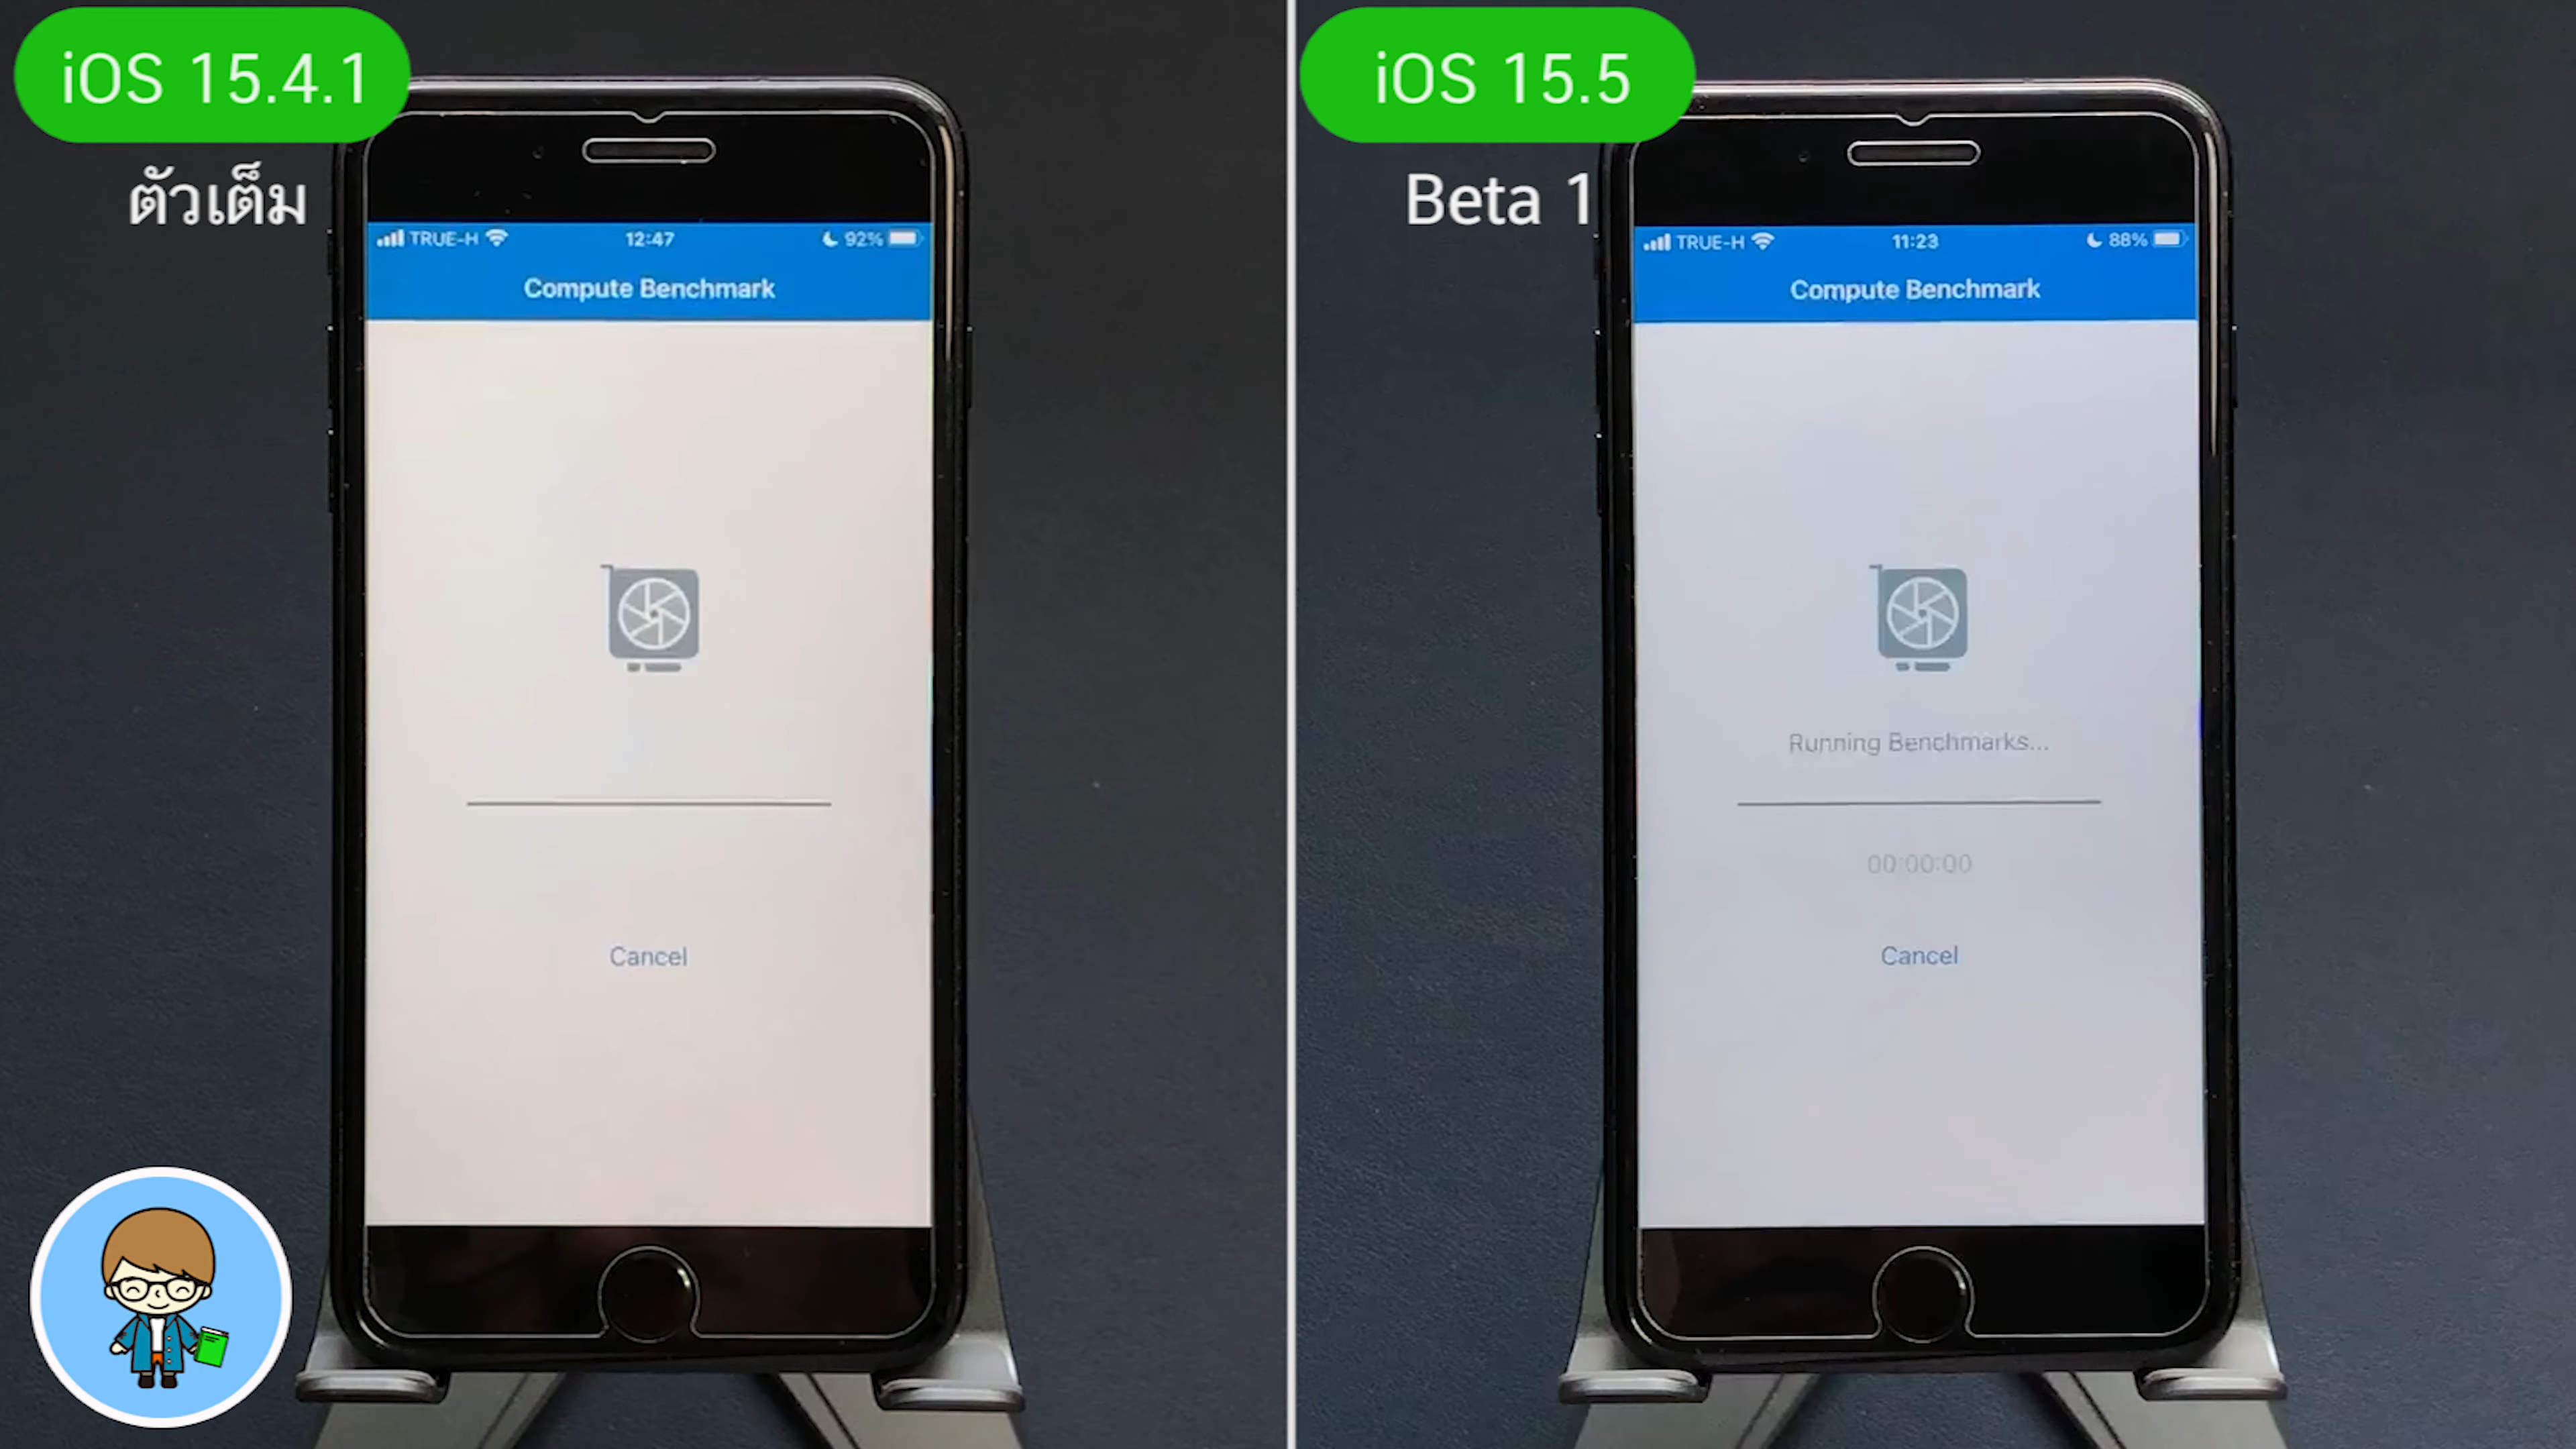 iOS 15.4.1
ตัวเต็ม
TRUE-H 12:47 92%
Compute Benchmark
Cancel
iOS 15.5
Beta 1
TRUE-H 11:23 88%
Compute Benchmark
Running Benchmarks...
00:00:00
Cancel